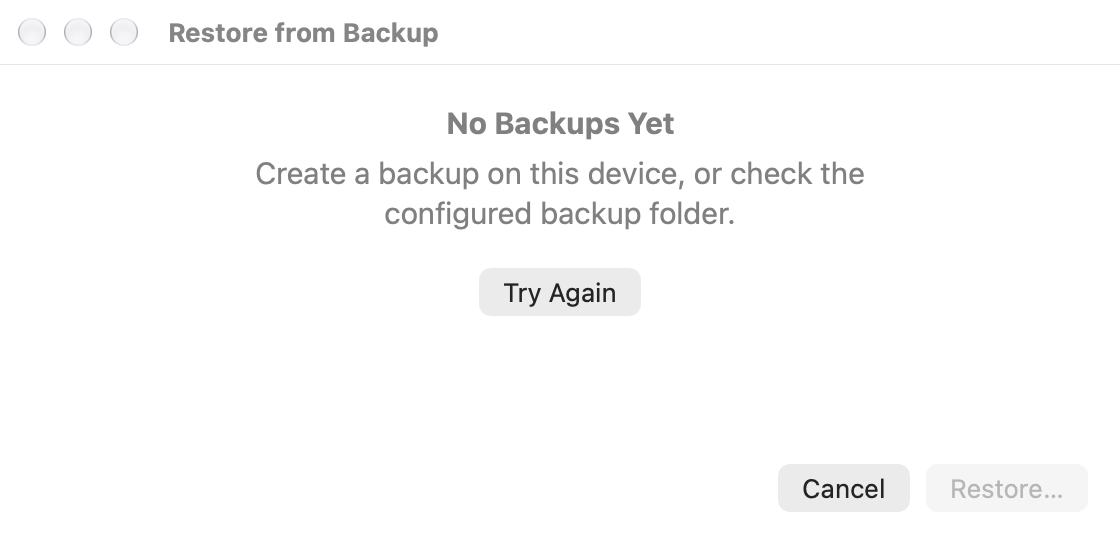 Restore from Backup
No Backups Yet
Create a backup on this device, or check the
configured backup folder.
Try Again
Cancel
Restore...